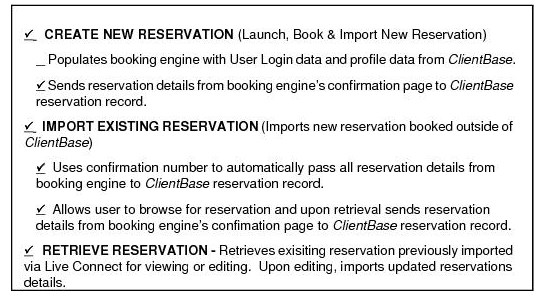 ✓ CREATE NEW RESERVATION (Launch, Book & Import New Reservation)
_ Populates booking engine with User Login data and profile data from ClientBase.
✓ Sends reservation details from booking engine's confirmation page to ClientBase
reservation record.
✓ IMPORT EXISTING RESERVATION (Imports new reservation booked outside of
ClientBase)
✓ Uses confirmation number to automatically pass all reservation details from
booking engine to ClientBase reservation record.
✓ Allows user to browse for reservation and upon retrieval sends reservation
details from booking engine's confimation page to ClientBase reservation record.
✓ RETRIEVE RESERVATION - Retrieves exisiting reservation previously imported
via Live Connect for viewing or editing. Upon editing, imports updated reservations
details.